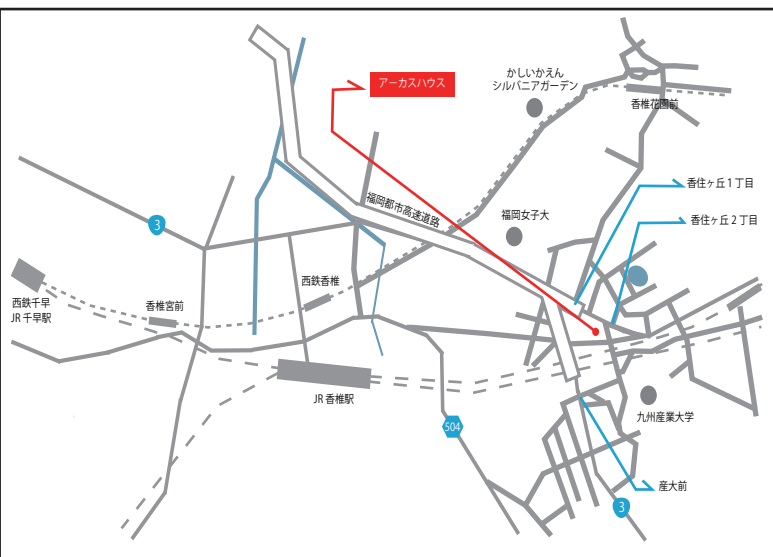 かしいかえん
シルバニアガーデン
アーカスハウス
香椎花園前
香住ヶ丘１丁目
福岡都市高速道路
福岡女子大
香住ヶ丘２丁目
3
西鉄香椎
西鉄千早
JR千早駅
香椎宮前
JR香椎駅
九州産業大学
504
産大前
3